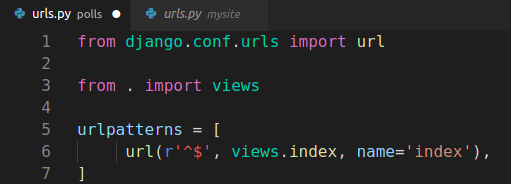 urls.py polls ● urls.py mysite
1 from django.conf.urls import url
2
3 from . import views
4
5 urlpatterns = [
6     url(r'^$', views.index, name='index'),
7 ]